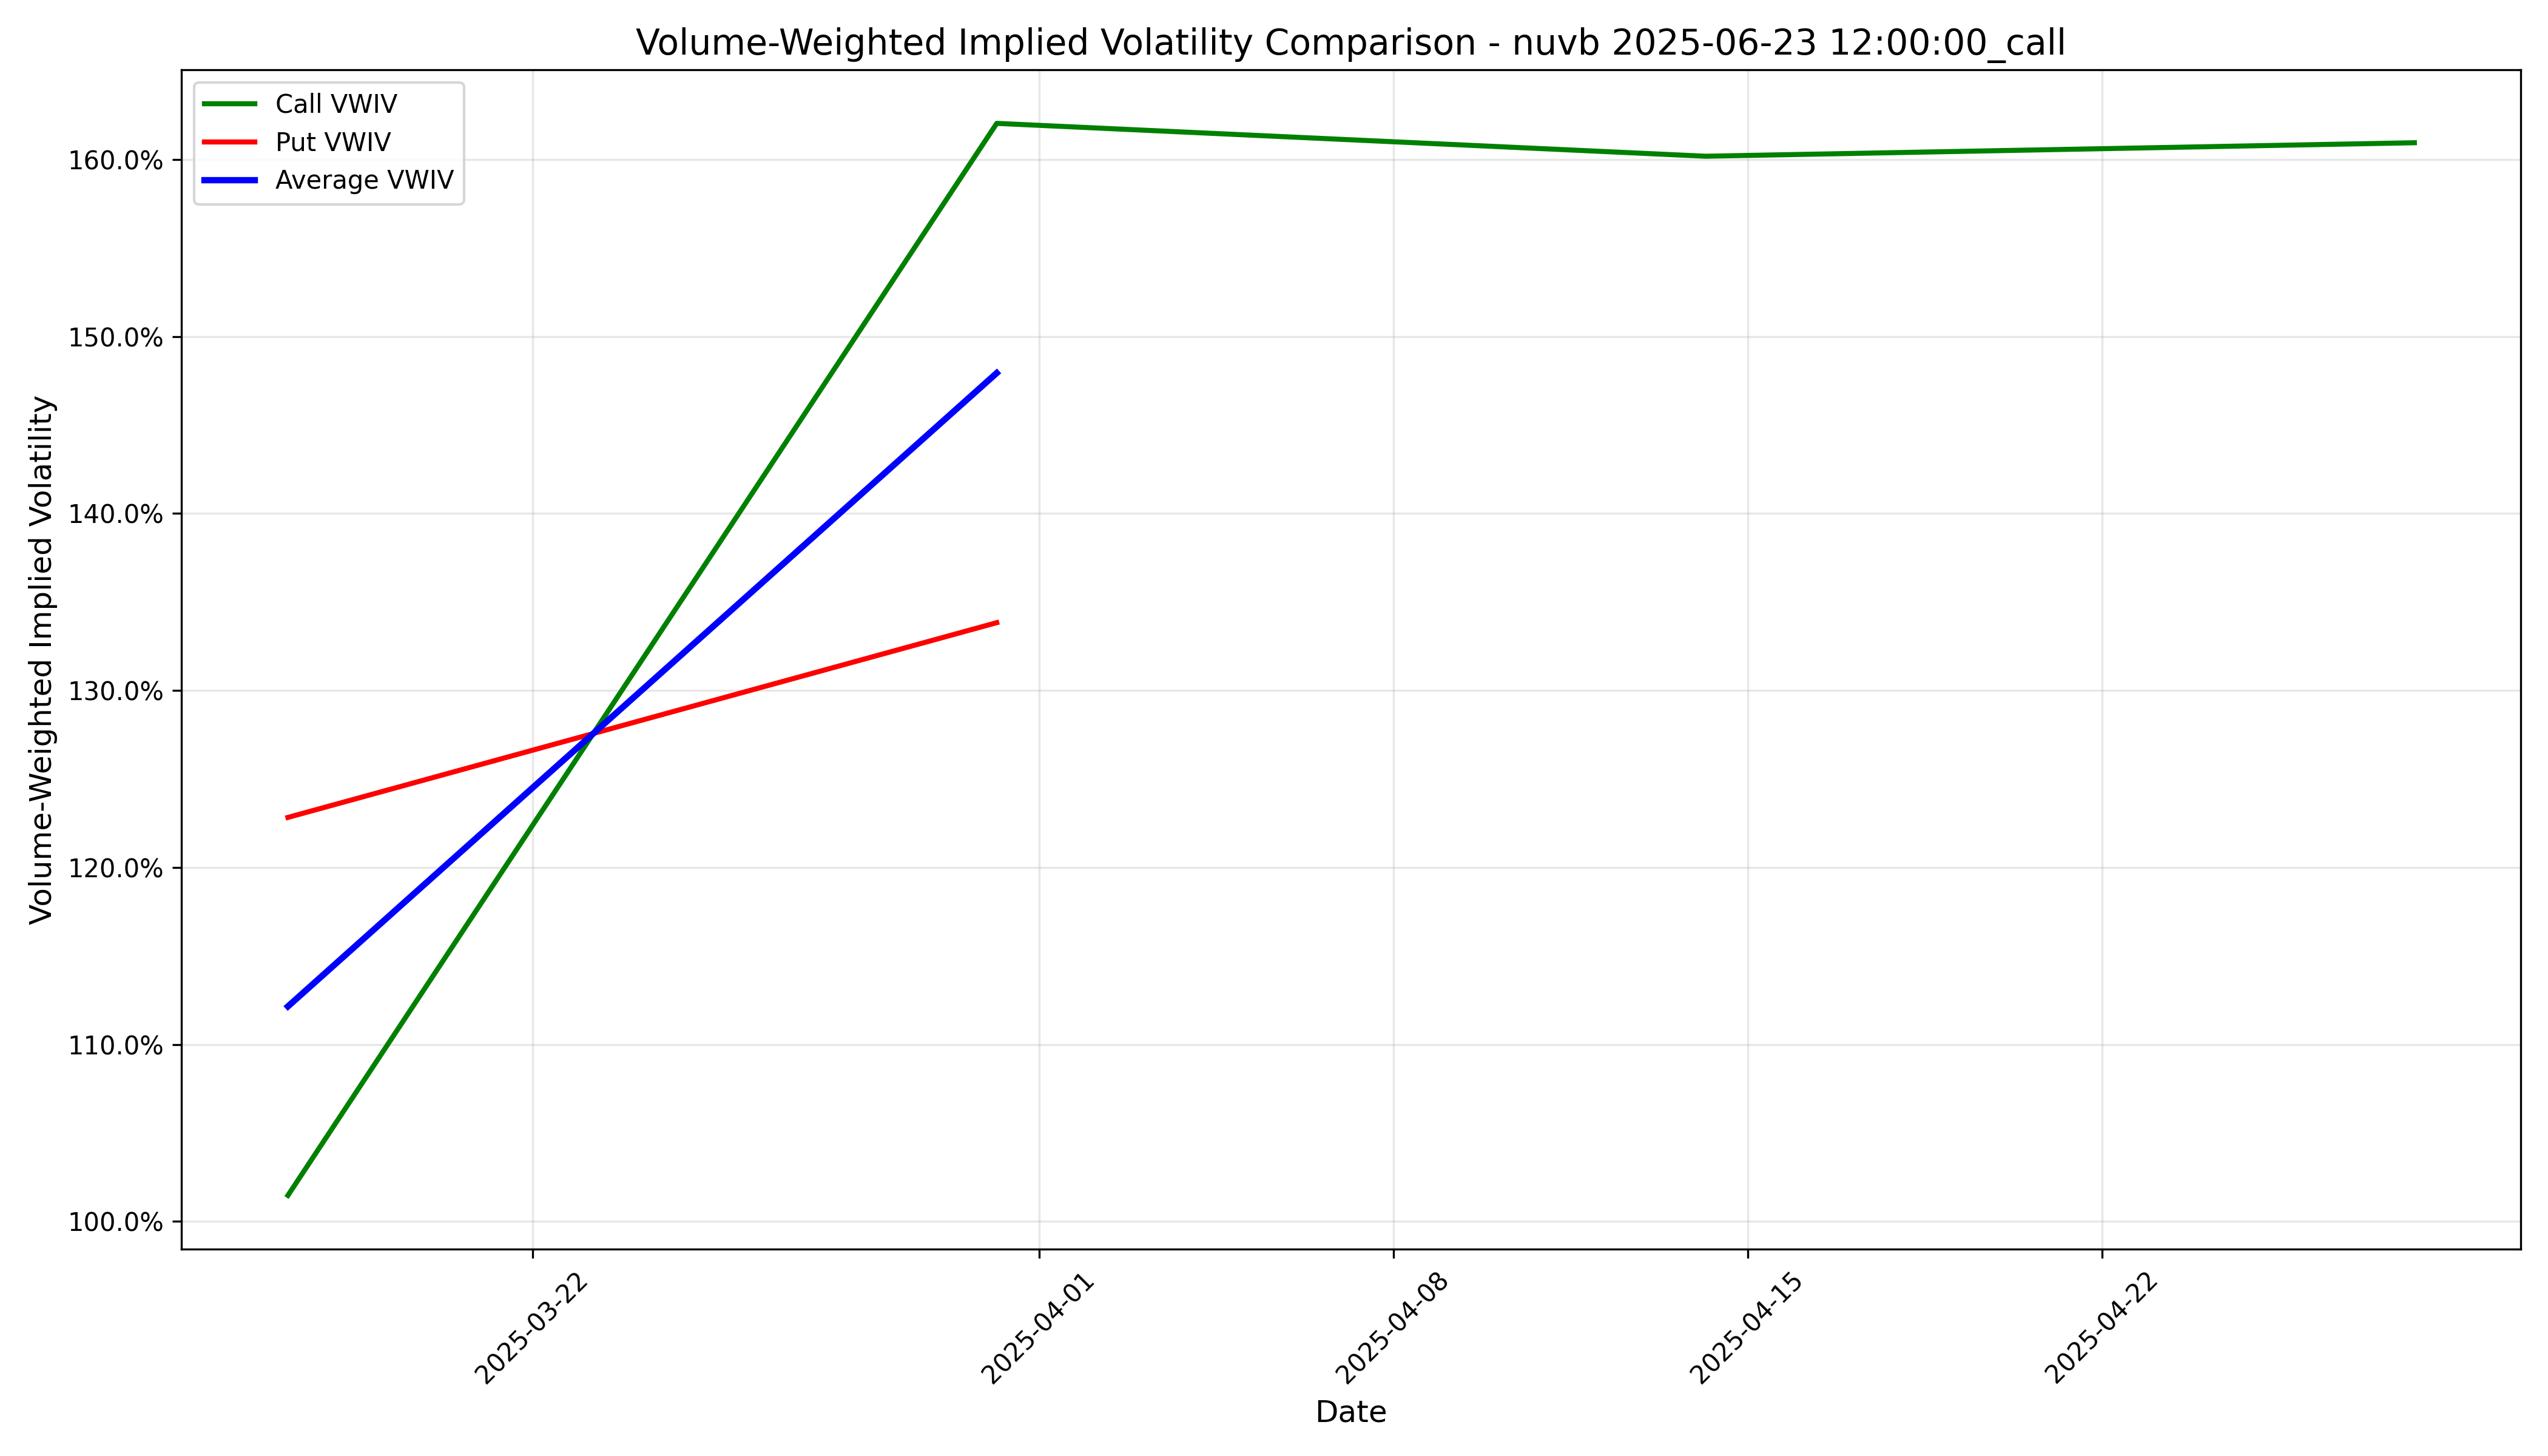 Volume-Weighted Implied Volatility Comparison - nuvb 2025-06-23 12:00:00_call
Call VWIV
Put VWIV
Average VWIV
Volume-Weighted Implied Volatility
160.0%
150.0%
140.0%
130.0%
120.0%
110.0%
100.0%
2025-03-22
2025-04-01
2025-04-08
2025-04-15
2025-04-22
Date